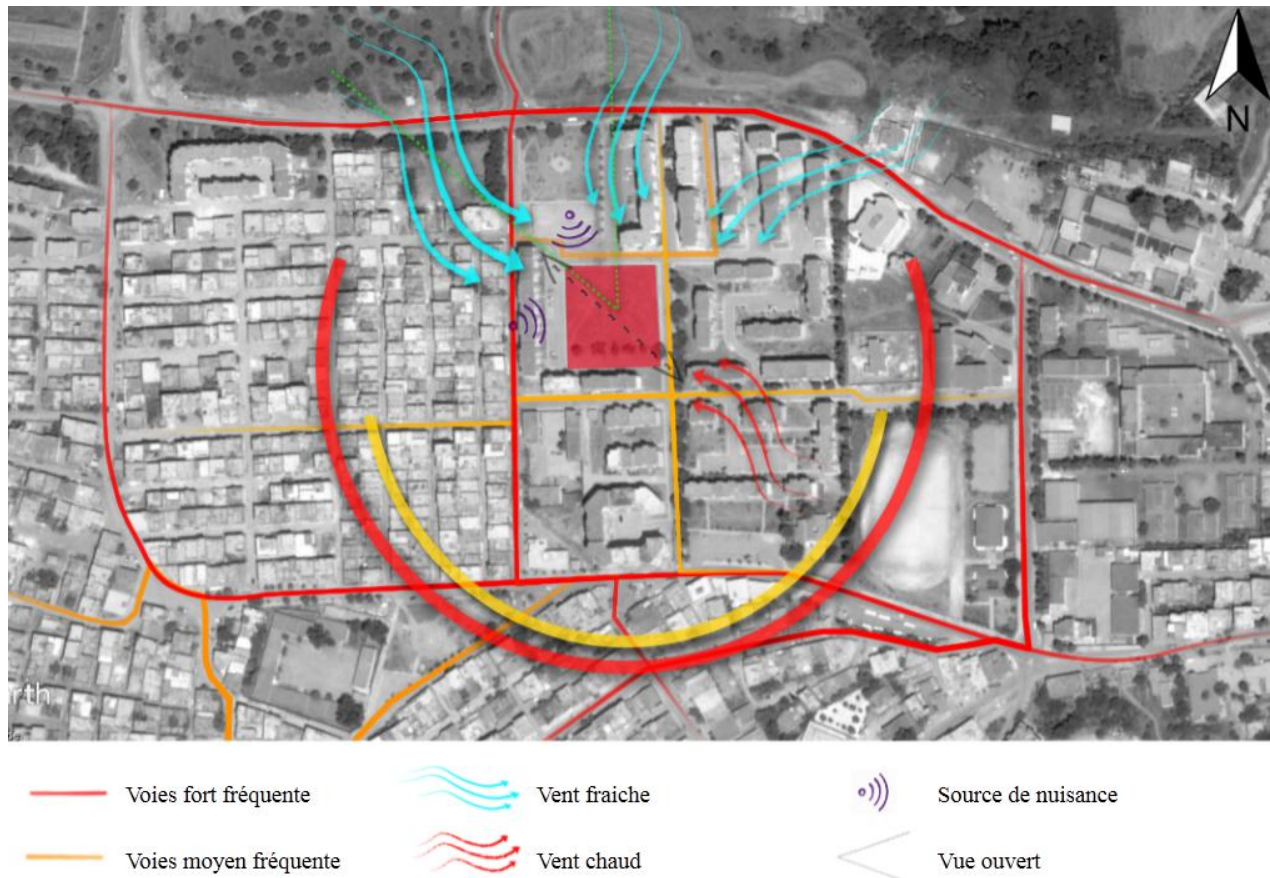 N
rth
Voies fort fréquente
Vent fraiche
Source de nuisance
Voies moyen fréquente
Vent chaud
Vue ouvert